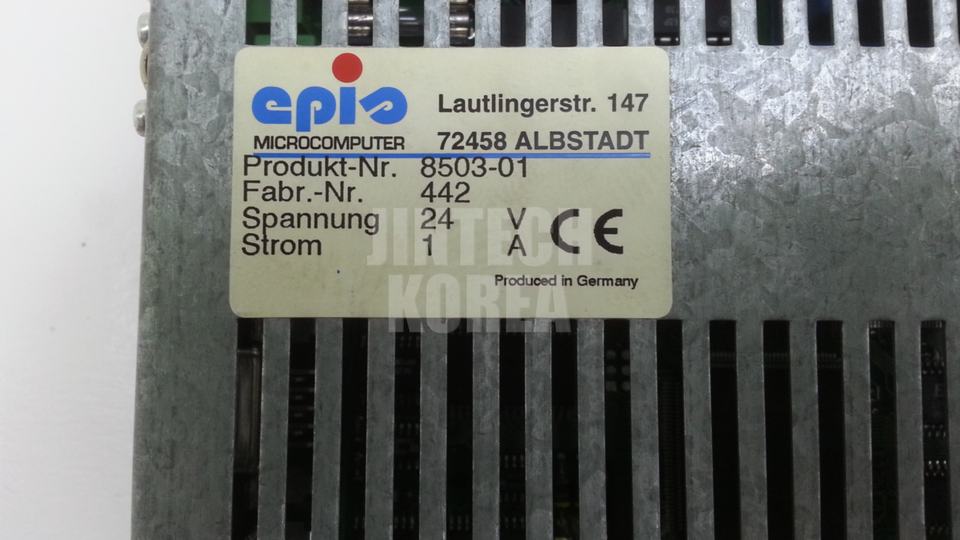 epis
MICROCOMPUTER
Lautlingerstr. 147
72458 ALBSTADT
Produkt-Nr. 8503-01
Fabr.-Nr. 442
Spannung 24 V
Strom 1 A
CE
Produced in Germany
JINTECH
KOREA